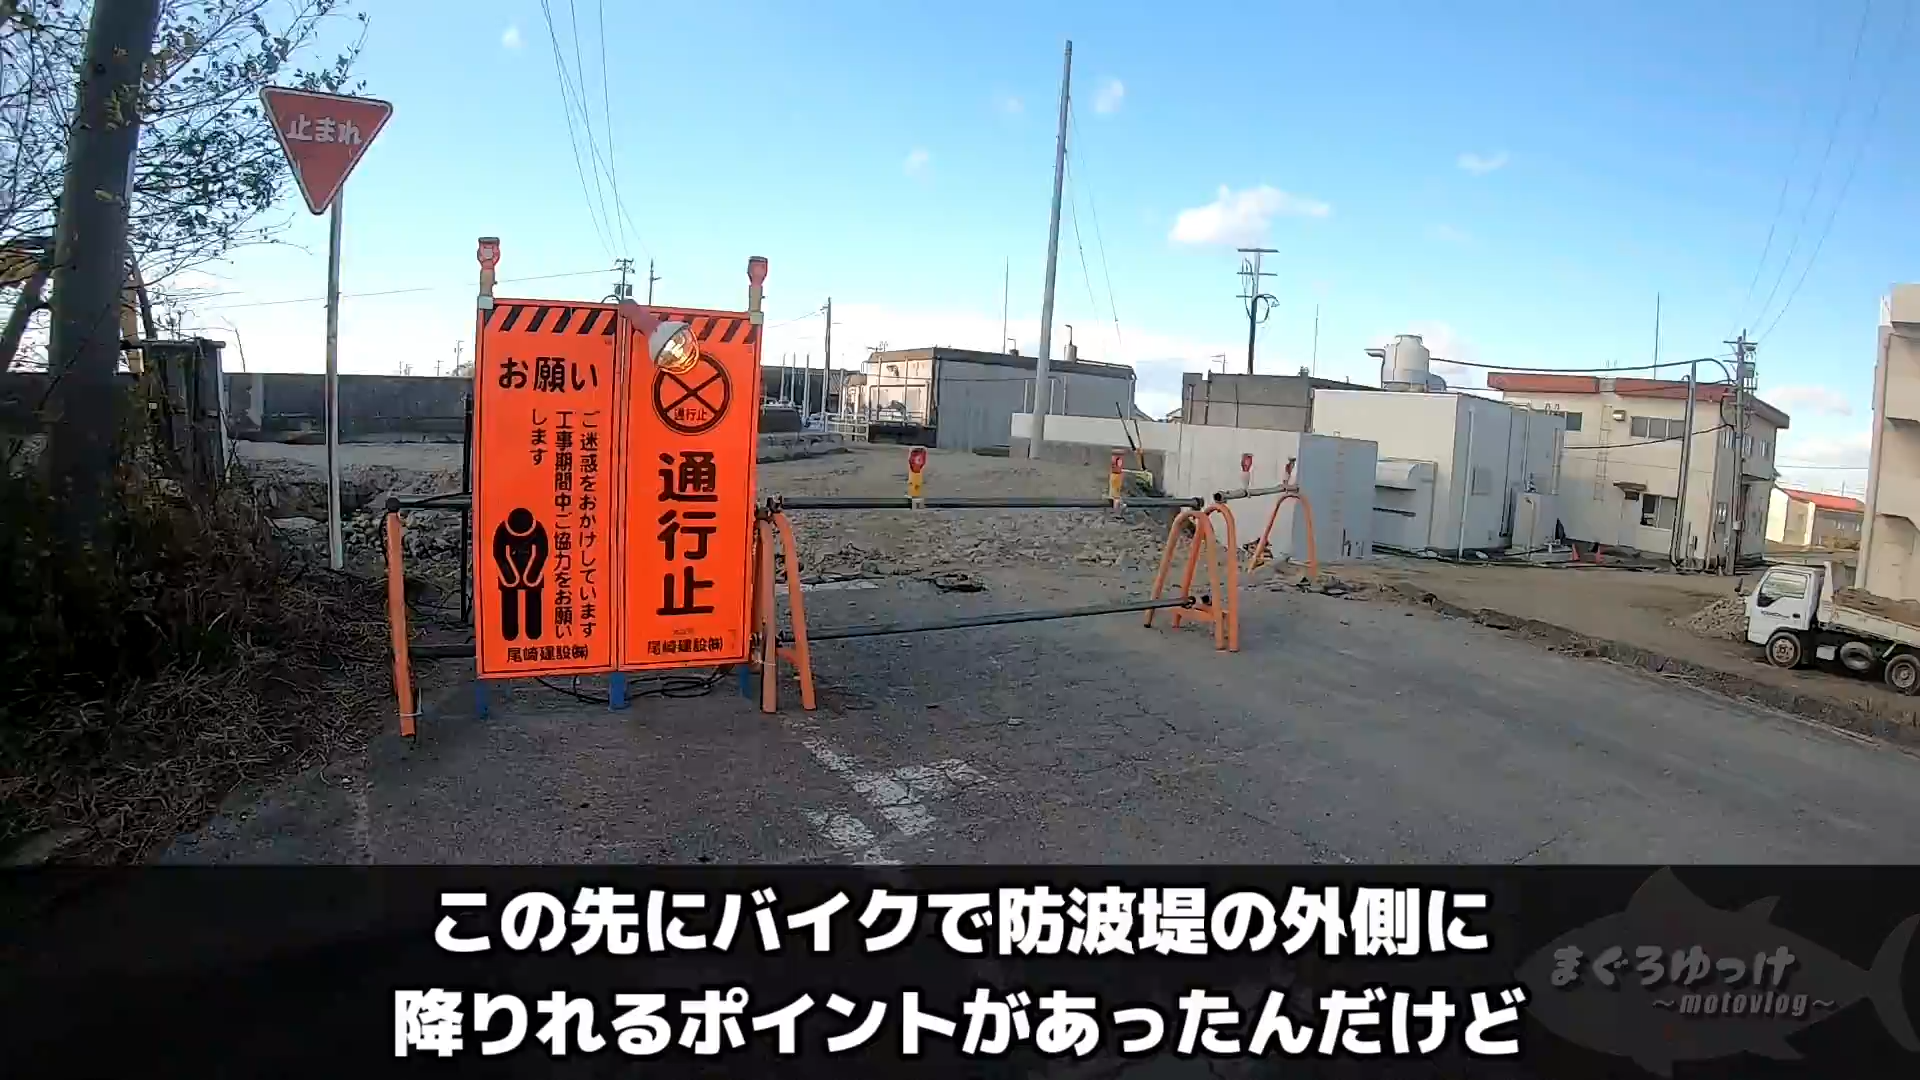 止まれ
お願い
ご迷惑をおかけしています
工事期間中ご協力をお願い
します
尾崎建設㈱
通行止
通行止
尾崎建設㈱
この先にバイクで防波堤の外側に
降りれるポイントがあったんだけど
まぐろゆっけ
～motovlog～